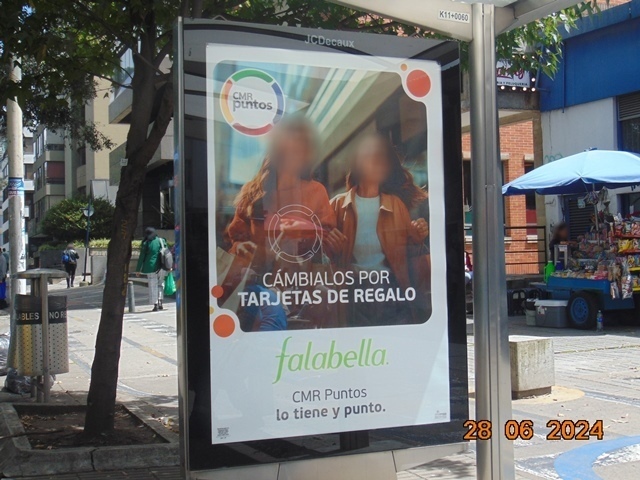 K11+0060
JCDecaux
CMR
puntos
CÁMBIALOS POR
TARJETAS DE REGALO
falabella.
CMR Puntos
lo tiene y punto.
ABLES
NO R
28 06 2024